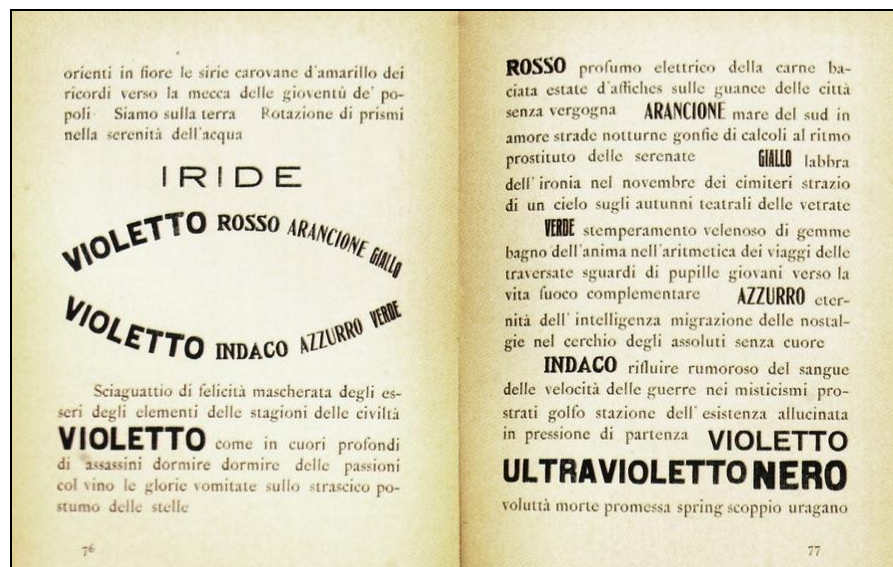 orienti in fiore le sirie carovane d'amarillo dei
ricordi verso la mecca delle gioventù de' po-
poli Siamo sulla terra Rotazione di prismi
nella serenità dell'acqua
IRIDE
VIOLETTO ROSSO ARANCIONE GIALLO
VIOLETTO INDACO AZZURRO VERDE
Sciaguattio di felicità mascherata degli es-
seri degli elementi delle stagioni delle civiltà
VIOLETTO come in cuori profondi
di assassini dormire dormire delle passioni
col vino le glorie vomitate sullo strascico po-
stumo delle stelle
76
ROSSO profumo elettrico della carne ba-
ciata estate d'affiches sulle guance delle città
senza vergogna ARANCIONE mare del sud in
amore strade notturne gonfie di calcoli al ritmo
prostituto delle serenate GIALLO labbra
dell'ironia nel novembre dei cimiteri strazio
di un cielo sugli autunni teatrali delle vetrate
VERDE stemperamento velenoso di gemme
bagno dell'anima nell'aritmetica dei viaggi delle
traversate sguardi di pupille giovani verso la
vita fuoco complementare AZZURRO eter-
nità dell'intelligenza migrazione delle nostal-
gie nel cerchio degli assoluti senza cuore
INDACO rifluire rumoroso del sangue
delle velocità delle guerre nei misticismi pro-
strati golfo stazione dell'esistenza allucinata
in pressione di partenza VIOLETTO
ULTRAVIOLETTO NERO
voluttà morte promessa spring scoppio uragano
77